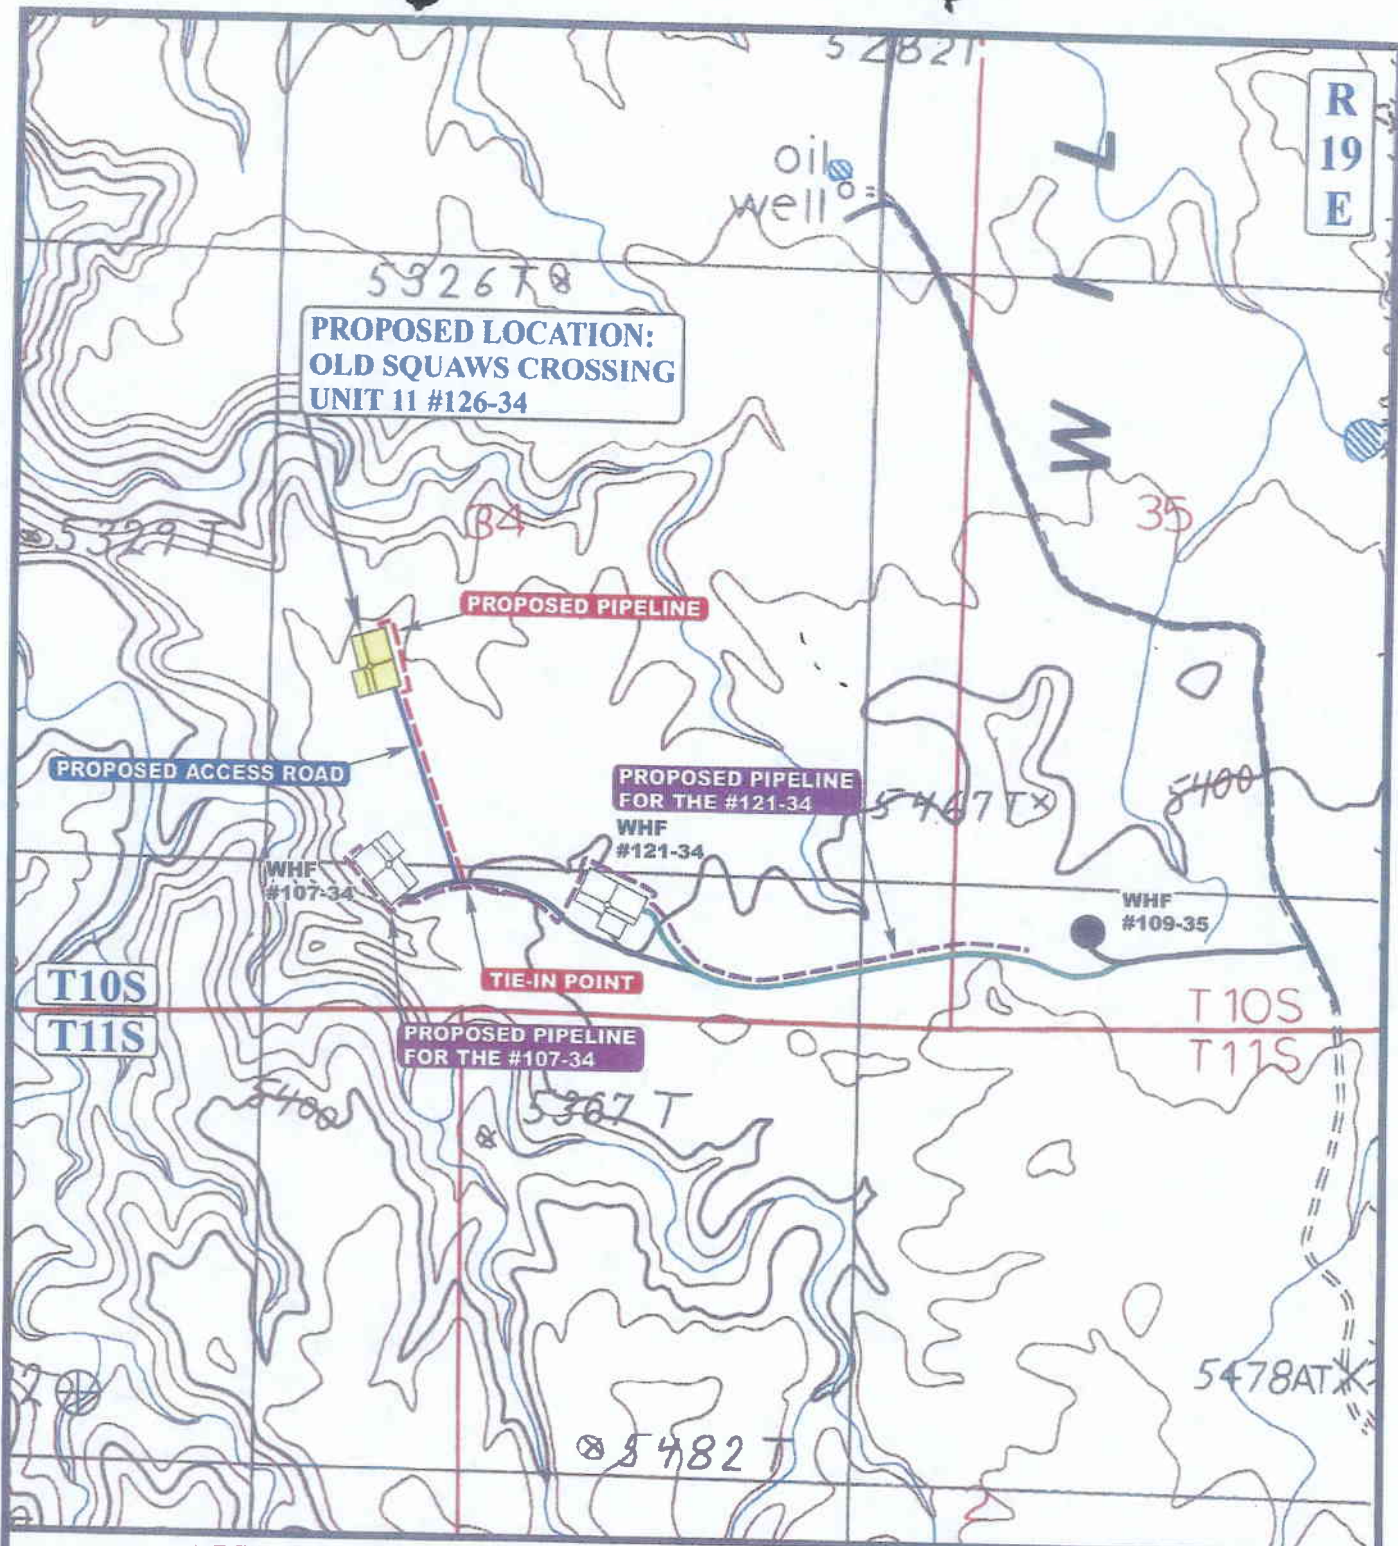 5282T
R
19
E
oil
well
W I L
5326T
PROPOSED LOCATION:
OLD SQUAWS CROSSING
UNIT 11 #126-34
5329 T
34
35
PROPOSED PIPELINE
PROPOSED ACCESS ROAD
PROPOSED PIPELINE
FOR THE #121-34
5467T
5400
WHF
#121-34
WHF
#107-34
WHF
#109-35
TIE-IN POINT
T10S
T11S
T10S
T11S
PROPOSED PIPELINE
FOR THE #107-34
5400
5367 T
5478AT
5482 T
2